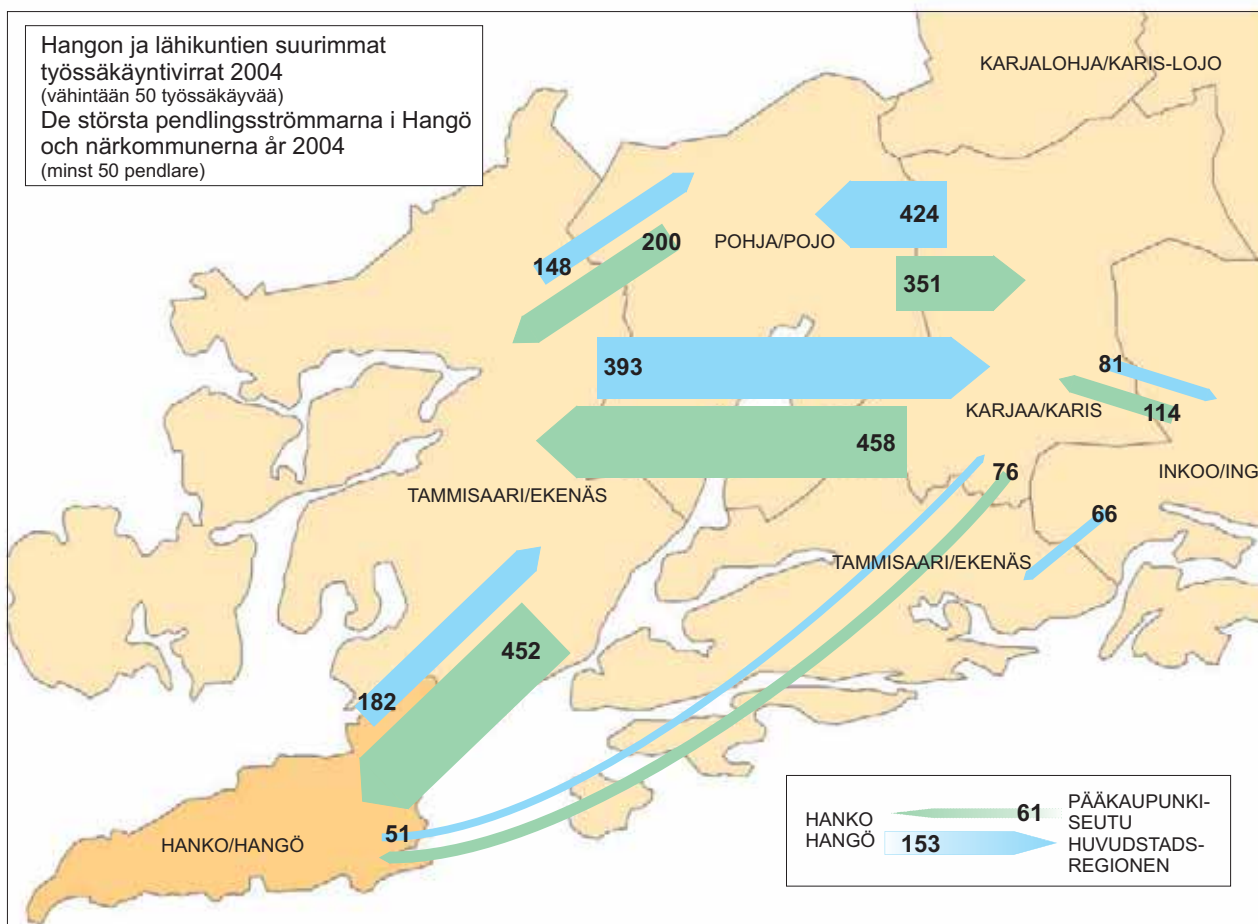 Hangon ja lähikuntien suurimmat
työssäkäyntivirrat 2004
(vähintään 50 työssäkäyvää)
De största pendlingsströmmarna i Hangö
och närkommunerna år 2004
(minst 50 pendlare)
KARJALOHJA/KARIS-LOJO
424
200
POHJA/POJO
148
351
393
81
KARJAA/KARIS
114
458
76
INKOO/ING
TAMMISAARI/EKENÄS
66
TAMMISAARI/EKENÄS
452
182
51
HANKO/HANGÖ
HANKO
HANGÖ
61
153
PÄÄKAUPUNKI-
SEUTU
HUVUDSTADS-
REGIONEN